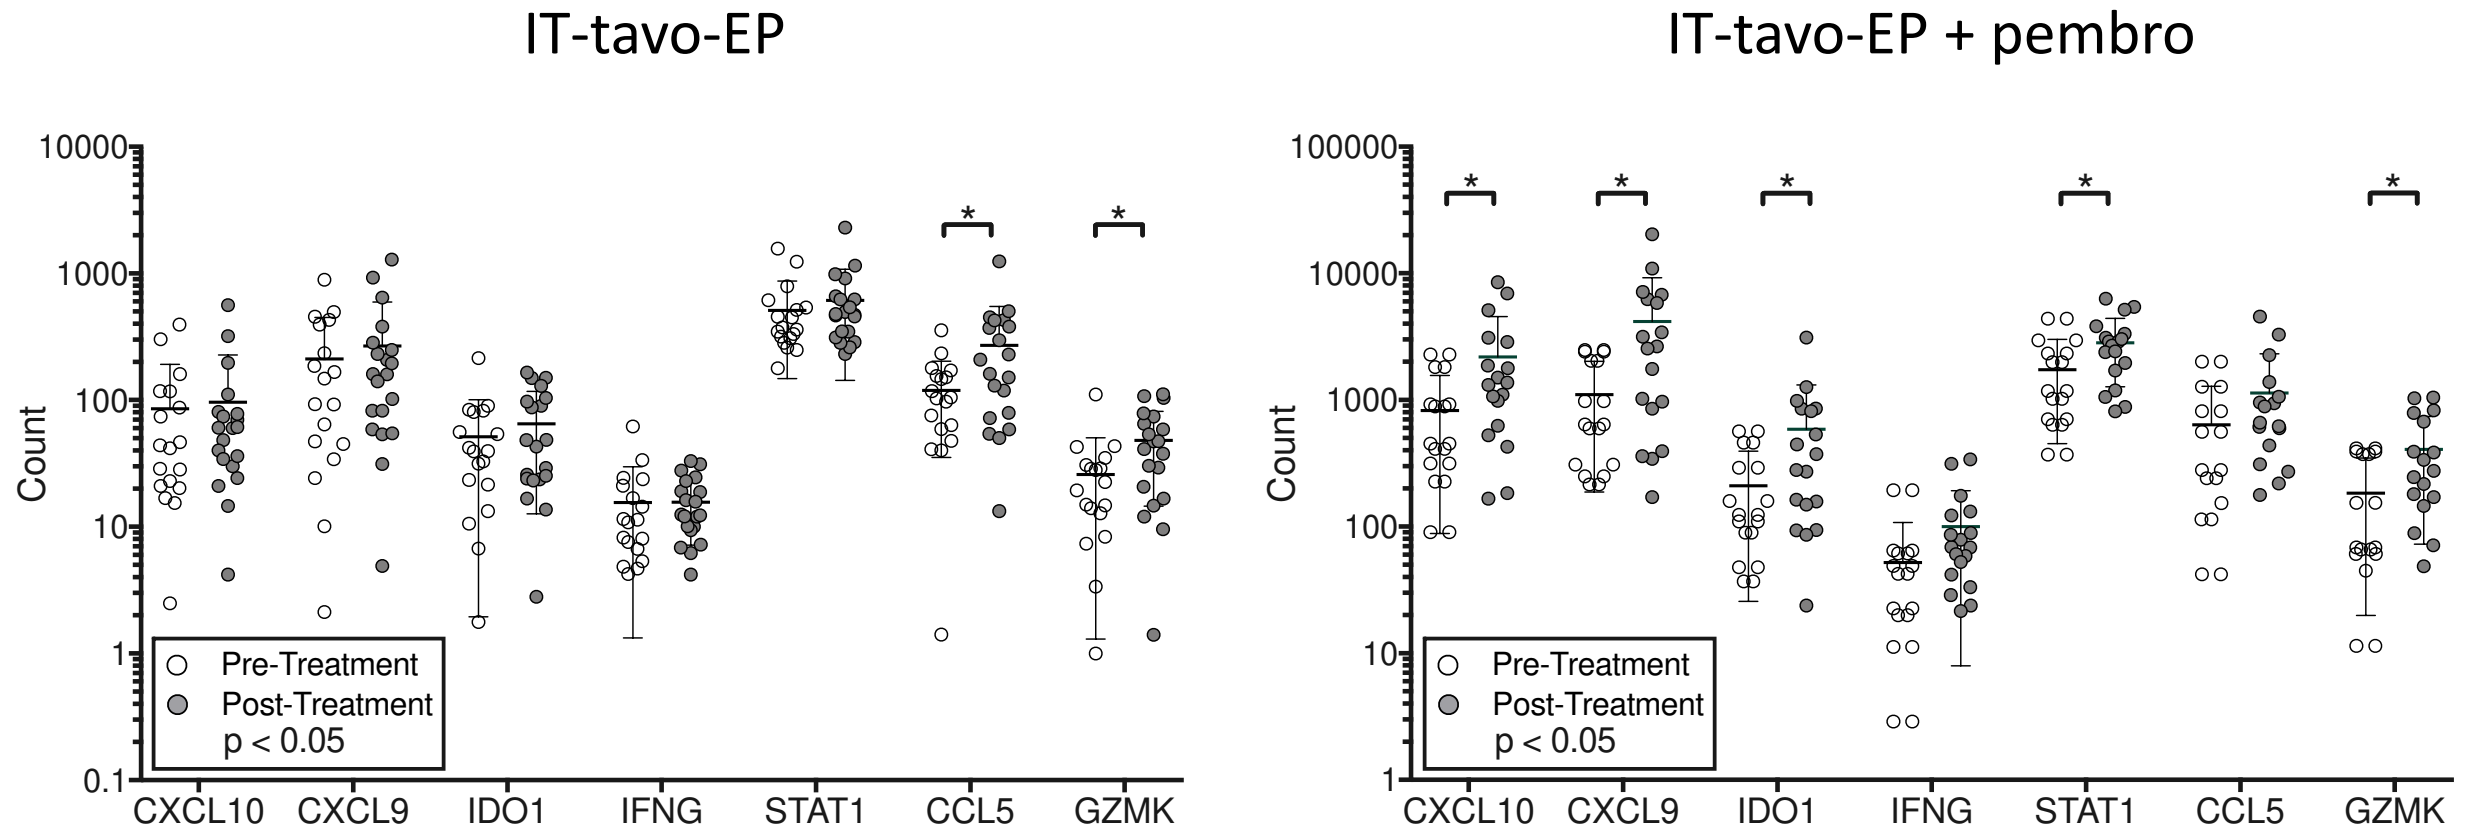 IT-tavo-EP
10000
1000
100
10
1
0.1
Count
*
*
Pre-Treatment
Post-Treatment
p < 0.05
CXCL10 CXCL9 IDO1 IFNG STAT1 CCL5 GZMK
IT-tavo-EP + pembro
100000
10000
1000
100
10
1
Count
* * * * *
Pre-Treatment
Post-Treatment
p < 0.05
CXCL10 CXCL9 IDO1 IFNG STAT1 CCL5 GZMK